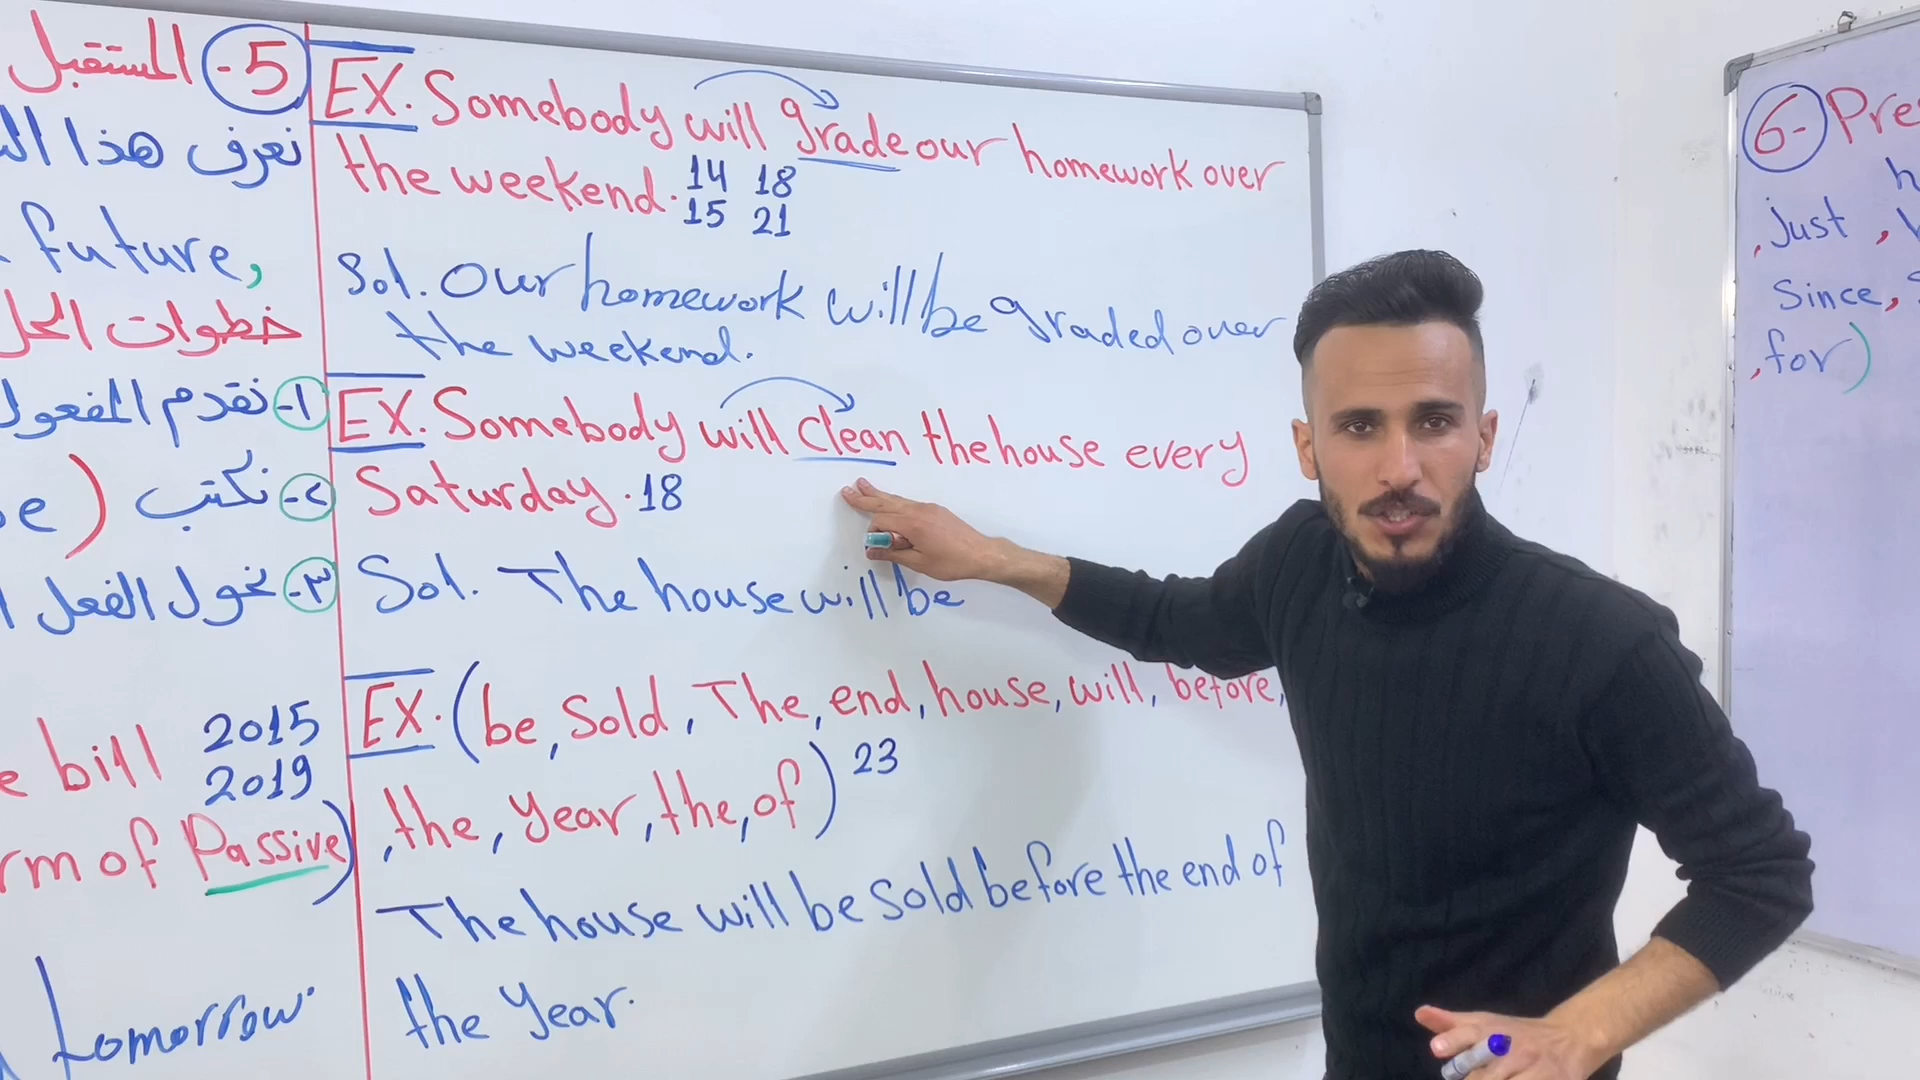 5- المستقبل
نعرف هذا
future,
خطوات الحل
1- نقدم المفعول
2- نكتب (
3- نحول الفعل
bill 2015
2019
of Passive)
tomorrow.
EX. Somebody will grade our homework over
the weekend. 14 18
15 21
Sol. Our homework will be graded over
the weekend.
EX. Somebody will clean the house every
Saturday. 18
Sol. The house will be
EX. (be, Sold, The, end, house, will, before,
, the, year, the, of) 23
The house will be sold before the end of
the year.
6- Pre
, just,
Since,
, for)